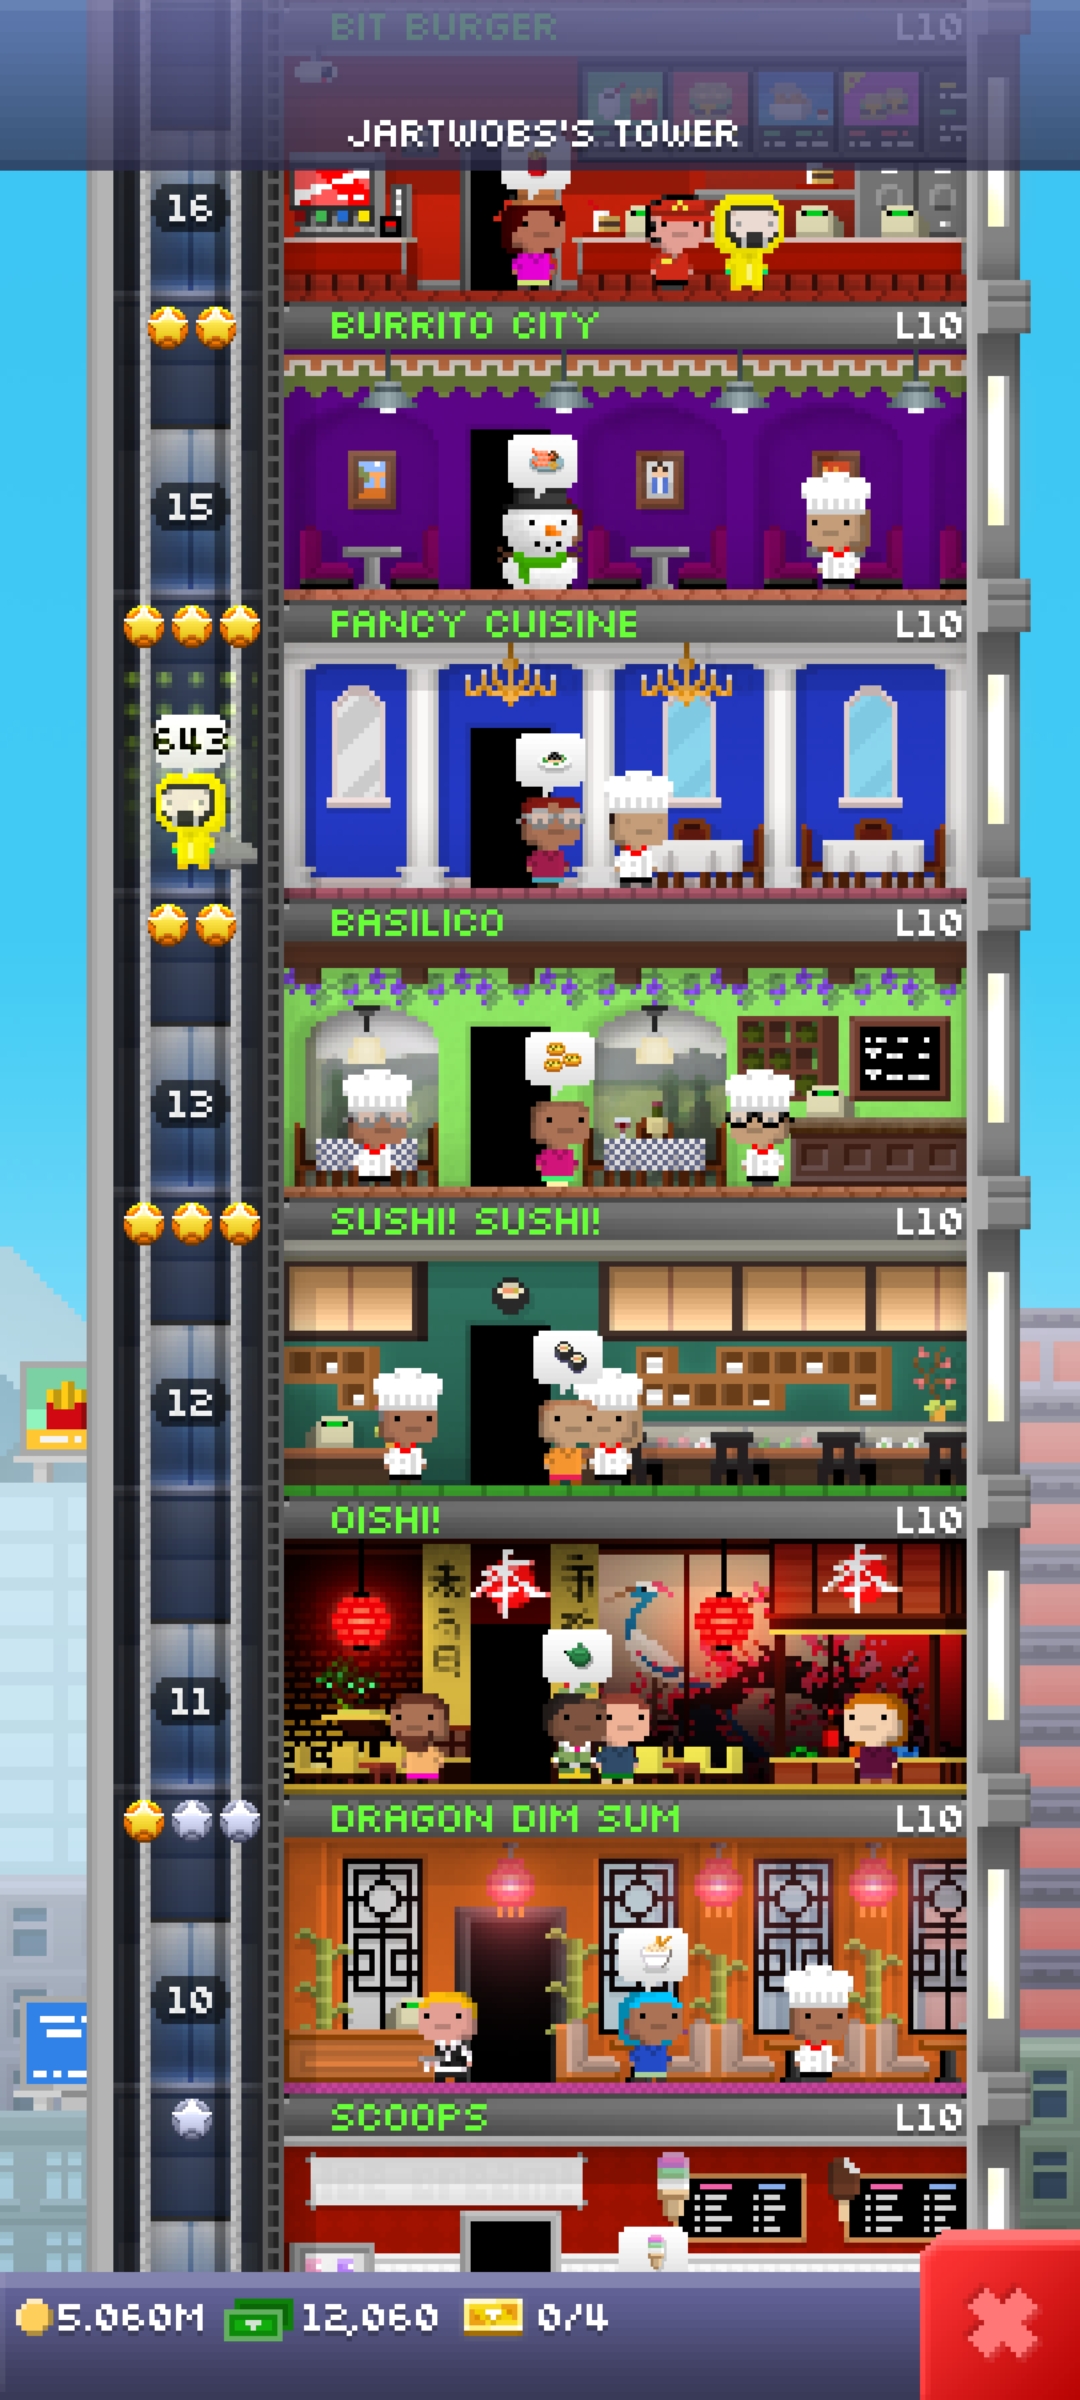 BIT BURGER L10
JARTWOBS'S TOWER
16
BURRITO CITY L10
15
FANCY CUISINE L10
643
BASILICO L10
13
SUSHI! SUSHI! L10
12
OISHI! L10
11
DRAGON DIM SUM L10
10
SCOOPS L10
5.060M 12,060 0/4